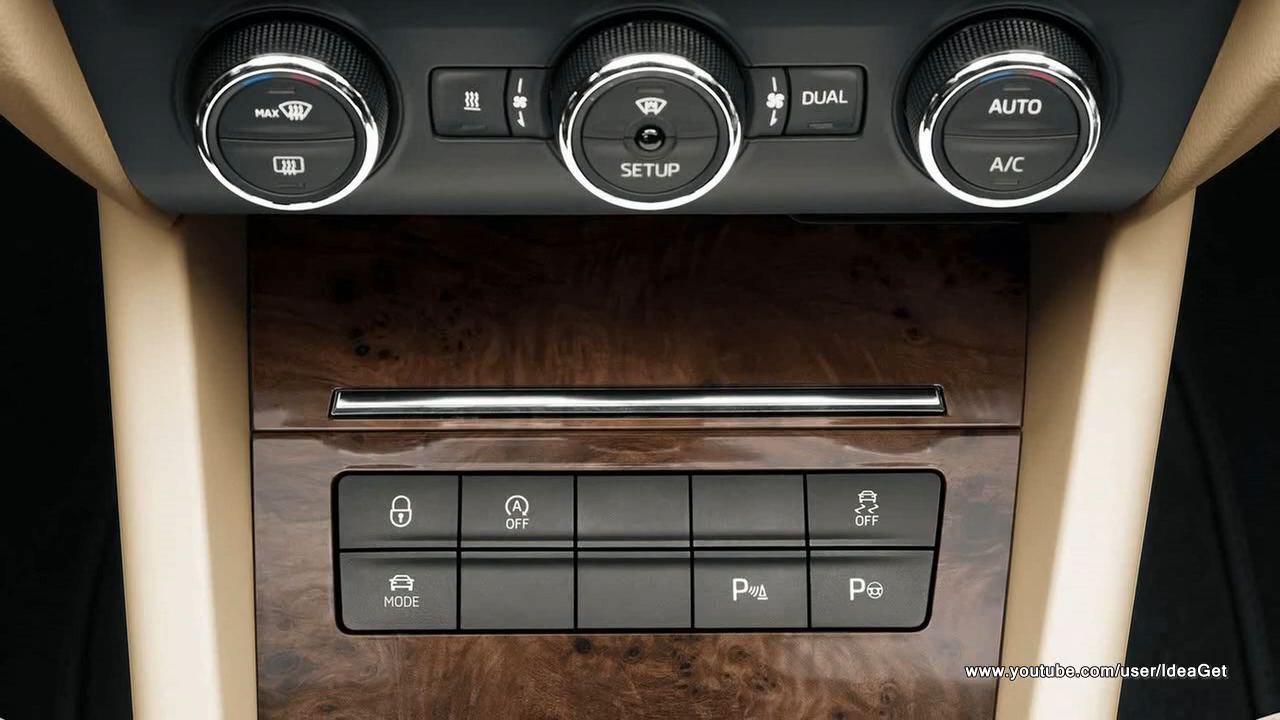 MAX
SETUP
DUAL
AUTO
A/C
A
OFF
OFF
MODE
P
P
www.youtube.com/user/IdeaGet